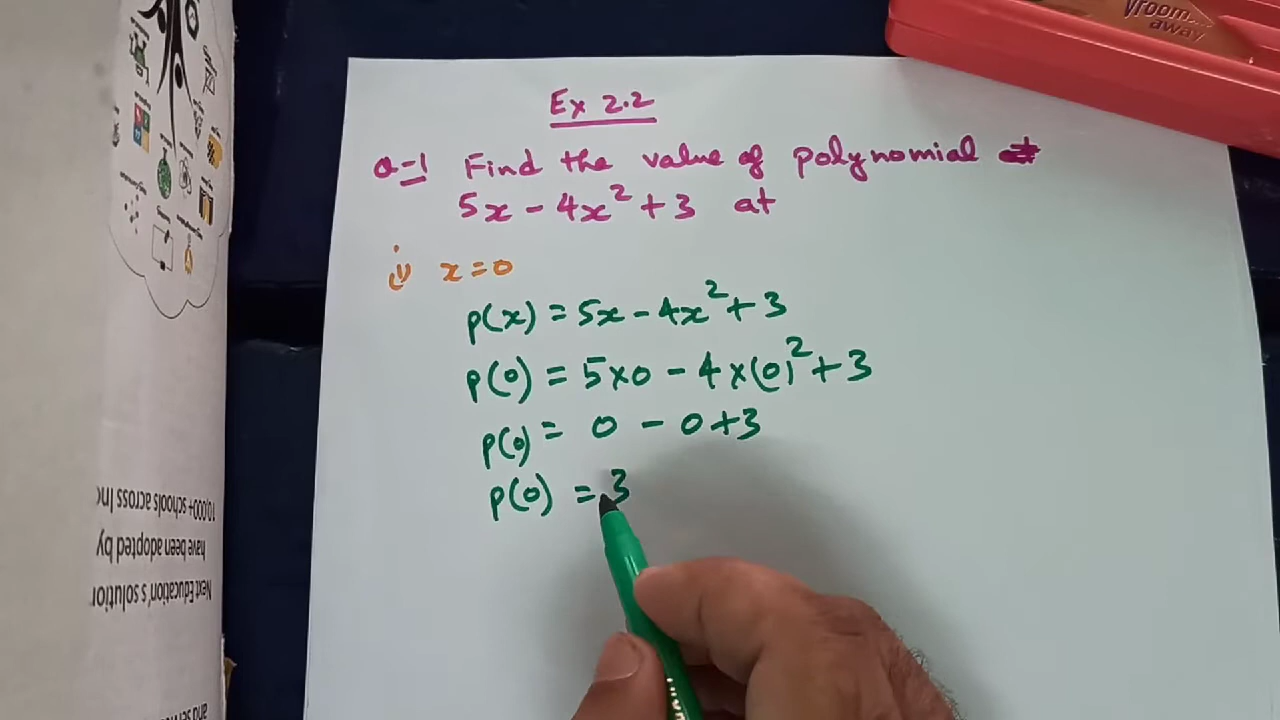 Vroom....
away
Ex 2.2
Q-1 Find the value of polynomial
5x - 4x² + 3 at
(i) x = 0
p(x) = 5x - 4x² + 3
p(0) = 5×0 - 4×(0)² + 3
p(0) = 0 - 0 + 3
p(0) = 3
Next Education's solution
have been adopted by
10,000+ schools across Inc